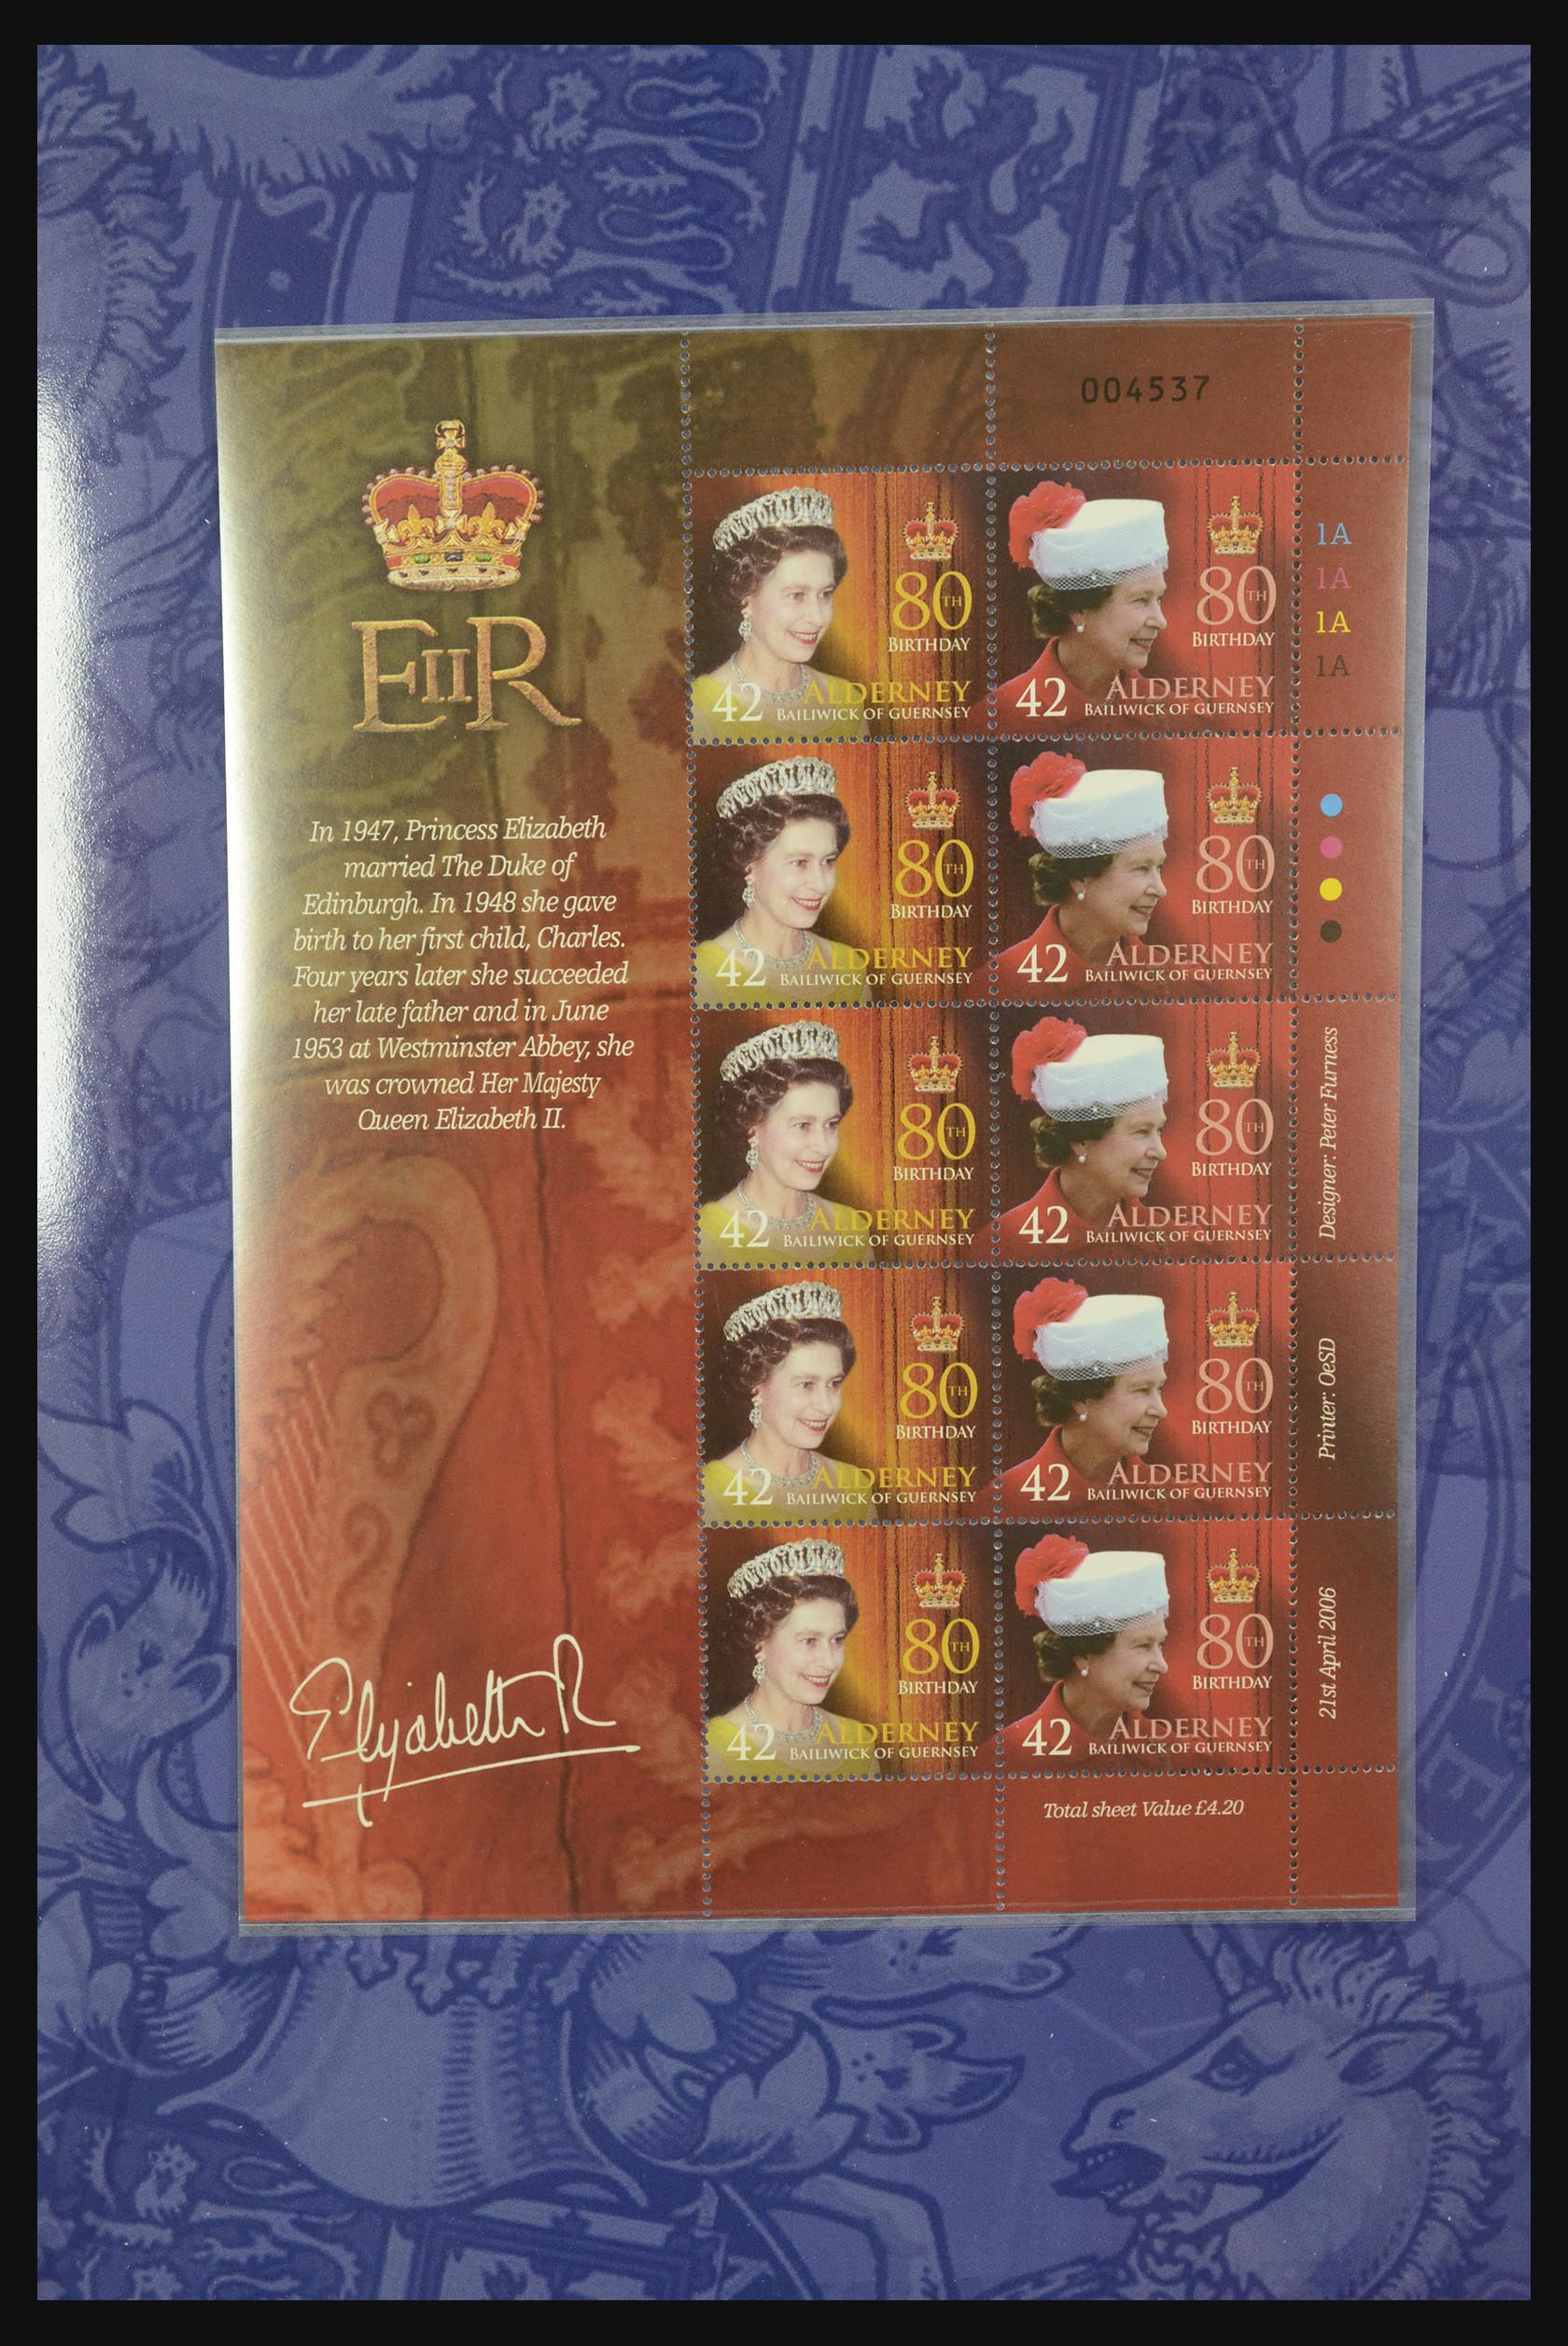 004537
EIIR
In 1947, Princess Elizabeth
married The Duke of
Edinburgh. In 1948 she gave
birth to her first child, Charles.
Four years later she succeeded
her late father and in June
1953 at Westminster Abbey, she
was crowned Her Majesty
Queen Elizabeth II.
Elizabeth R
80TH
BIRTHDAY
42 ALDERNEY
BAILIWICK OF GUERNSEY
80TH
BIRTHDAY
42 ALDERNEY
BAILIWICK OF GUERNSEY
1A
1A
1A
1A
80TH
BIRTHDAY
42 ALDERNEY
BAILIWICK OF GUERNSEY
80TH
BIRTHDAY
42 ALDERNEY
BAILIWICK OF GUERNSEY
80TH
BIRTHDAY
42 ALDERNEY
BAILIWICK OF GUERNSEY
80TH
BIRTHDAY
42 ALDERNEY
BAILIWICK OF GUERNSEY
Designer: Peter Furness
80TH
BIRTHDAY
42 ALDERNEY
BAILIWICK OF GUERNSEY
80TH
BIRTHDAY
42 ALDERNEY
BAILIWICK OF GUERNSEY
Printer: OeSD
80TH
BIRTHDAY
42 ALDERNEY
BAILIWICK OF GUERNSEY
80TH
BIRTHDAY
42 ALDERNEY
BAILIWICK OF GUERNSEY
21st April 2006
Total sheet Value £4.20